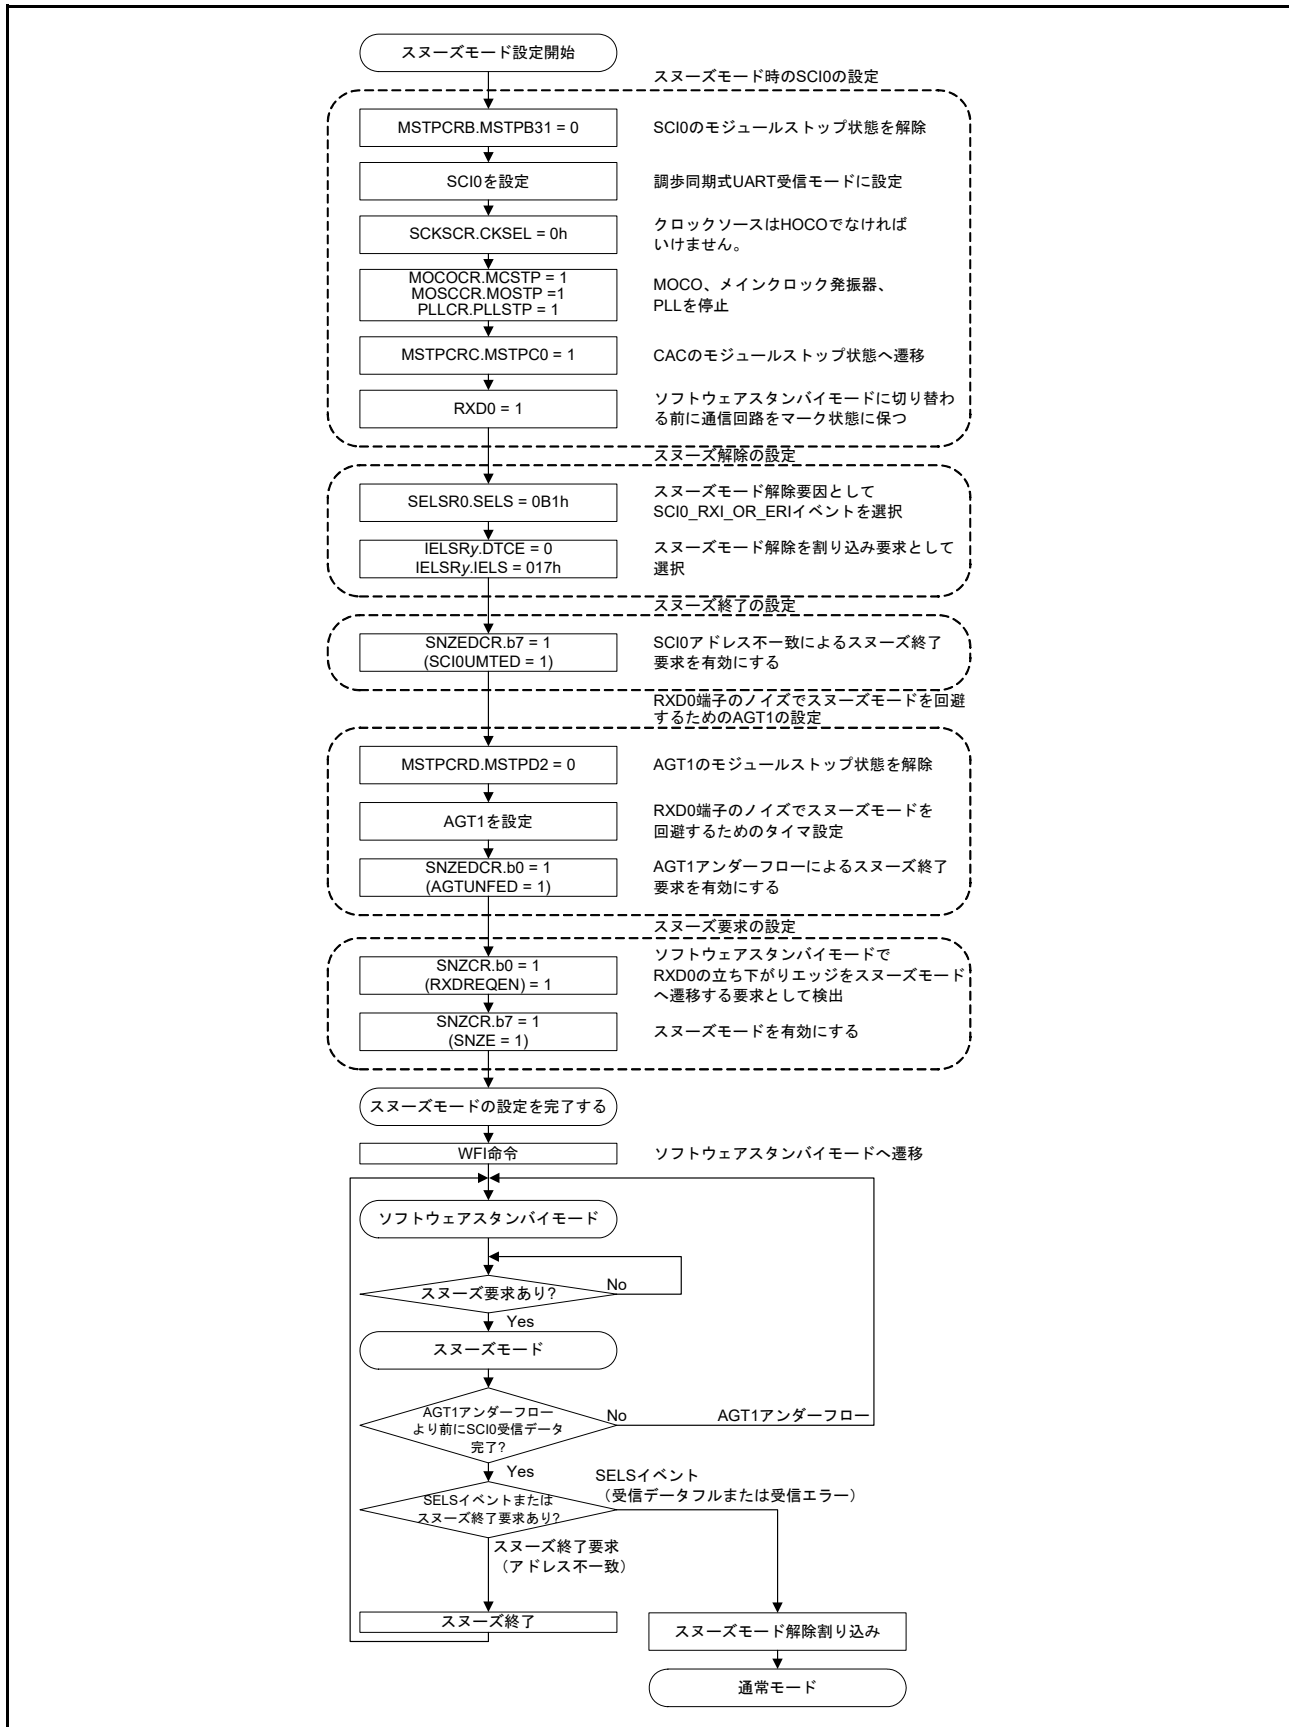 スヌーズモード設定開始
スヌーズモード時のSCI0の設定
MSTPCRB.MSTPB31 = 0
SCI0のモジュールストップ状態を解除
SCI0を設定
調歩同期式UART受信モードに設定
SCKSCR.CKSEL = 0h
クロックソースはHOCOでなければ
いけません。
MOCOCR.MCSTP = 1
MOSCCR.MOSTP =1
PLLCR.PLLSTP = 1
MOCO、メインクロック発振器、
PLLを停止
MSTPCRC.MSTPC0 = 1
CACのモジュールストップ状態へ遷移
RXD0 = 1
ソフトウェアスタンバイモードに切り替わ
る前に通信回路をマーク状態に保つ
スヌーズ解除の設定
SELSR0.SELS = 0B1h
スヌーズモード解除要因として
SCI0_RXI_OR_ERIイベントを選択
IELSRy.DTCE = 0
IELSRy.IELS = 017h
スヌーズモード解除を割り込み要求として
選択
スヌーズ終了の設定
SNZEDCR.b7 = 1
(SCI0UMTED = 1)
SCI0アドレス不一致によるスヌーズ終了
要求を有効にする
RXD0端子のノイズでスヌーズモードを回避
するためのAGT1の設定
MSTPCRD.MSTPD2 = 0
AGT1のモジュールストップ状態を解除
AGT1を設定
RXD0端子のノイズでスヌーズモードを
回避するためのタイマ設定
SNZEDCR.b0 = 1
(AGTUNFED = 1)
AGT1アンダーフローによるスヌーズ終了
要求を有効にする
スヌーズ要求の設定
SNZCR.b0 = 1
(RXDREQEN) = 1
ソフトウェアスタンバイモードで
RXD0の立ち下がりエッジをスヌーズモード
へ遷移する要求として検出
SNZCR.b7 = 1
(SNZE = 1)
スヌーズモードを有効にする
スヌーズモードの設定を完了する
WFI命令
ソフトウェアスタンバイモードへ遷移
ソフトウェアスタンバイモード
スヌーズ要求あり?
No
Yes
スヌーズモード
AGT1アンダーフロー
より前にSCI0受信データ
完了?
No
AGT1アンダーフロー
Yes
SELSイベントまたは
スヌーズ終了要求あり?
SELSイベント
（受信データフルまたは受信エラー）
スヌーズ終了要求
（アドレス不一致）
スヌーズ終了
スヌーズモード解除割り込み
通常モード